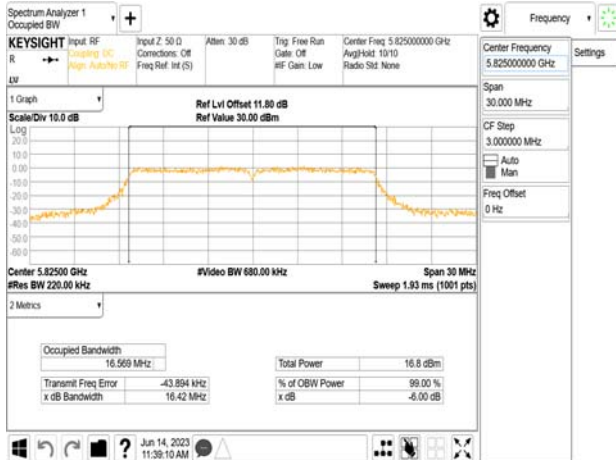 Spectrum Analyzer 1
Occupied BW
Frequency
KEYSIGHT
Input: RF
Coupling: DC
Align: Auto/No RF
Input Z: 50 Ω
Corrections: Off
Freq Ref: Int (S)
Atten: 30 dB
Trig: Free Run
Gate: Off
#IF Gain: Low
Center Freq: 5.825000000 GHz
Avg|Hold: 10/10
Radio Std: None
R
LVI
Center Frequency
5.825000000 GHz
Settings
Span
30.000 MHz
CF Step
3.000000 MHz
Auto
Man
Freq Offset
0 Hz
1 Graph
Scale/Div 10.0 dB
Ref Lvl Offset 11.80 dB
Ref Value 30.00 dBm
Log
20.0
10.0
0.00
-10.0
-20.0
-30.0
-40.0
-50.0
-60.0
Center 5.82500 GHz
#Res BW 220.00 kHz
#Video BW 680.00 kHz
Span 30 MHz
Sweep 1.93 ms (1001 pts)
2 Metrics
Occupied Bandwidth
16.569 MHz
Total Power 16.8 dBm
Transmit Freq Error -43.894 kHz
% of OBW Power 99.00 %
x dB Bandwidth 16.42 MHz
x dB -6.00 dB
Jun 14, 2023
11:39:10 AM